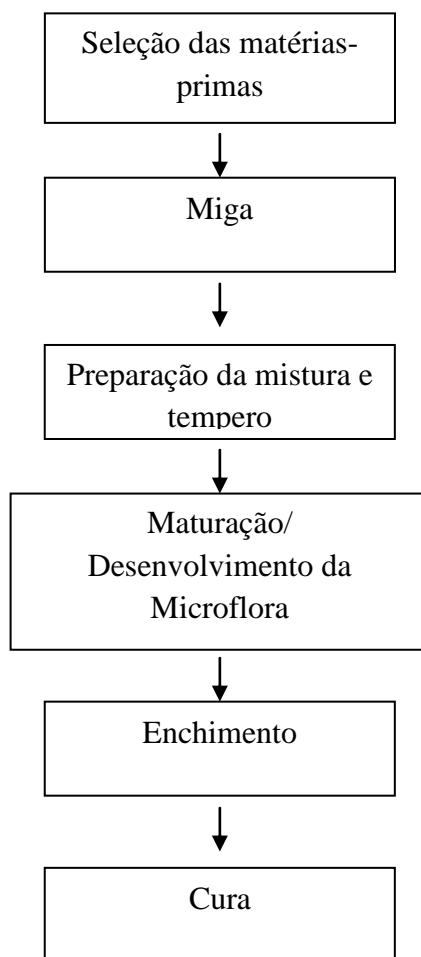 Seleção das matérias-
primas
Miga
Preparação da mistura e
tempero
Maturação/
Desenvolvimento da
Microflora
Enchimento
Cura